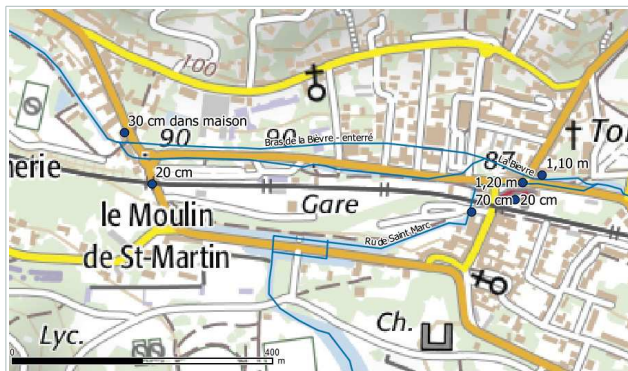 100
30 cm dans maison
90
90
Bras de la Bièvre - enterré
87
La Bièvre
1,10 m
nerie
20 cm
1,20 m
70 cm
20 cm
le Moulin
de St-Martin
Gare
Ru de Saint Marc
Ch.
Lyc.
0
400
m